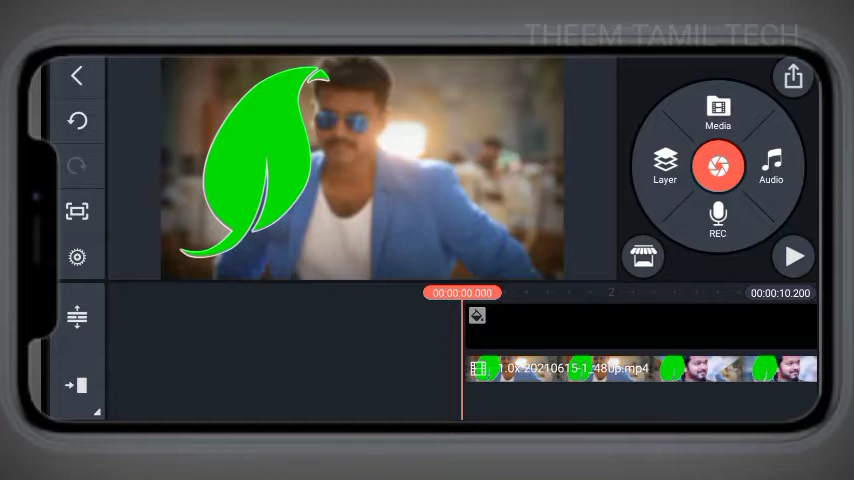 THEEM TAMIL TECH
Media
Layer
Audio
REC
00:00:00.000
2
00:00:10.200
1.0x 20210615-1_480p.mp4